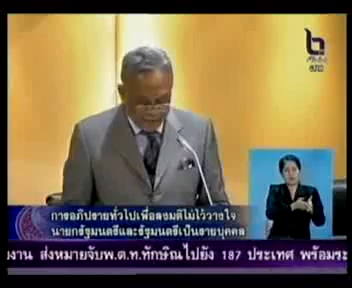 การอภิปรายทั่วไปเพื่อลงมติไม่ไว้วางใจ
นายกรัฐมนตรีและรัฐมนตรีเป็นรายบุคคล
งาน ส่งหมายจับพ.ต.ท.ทักษิณไปยัง 187 ประเทศ พร้อมระ